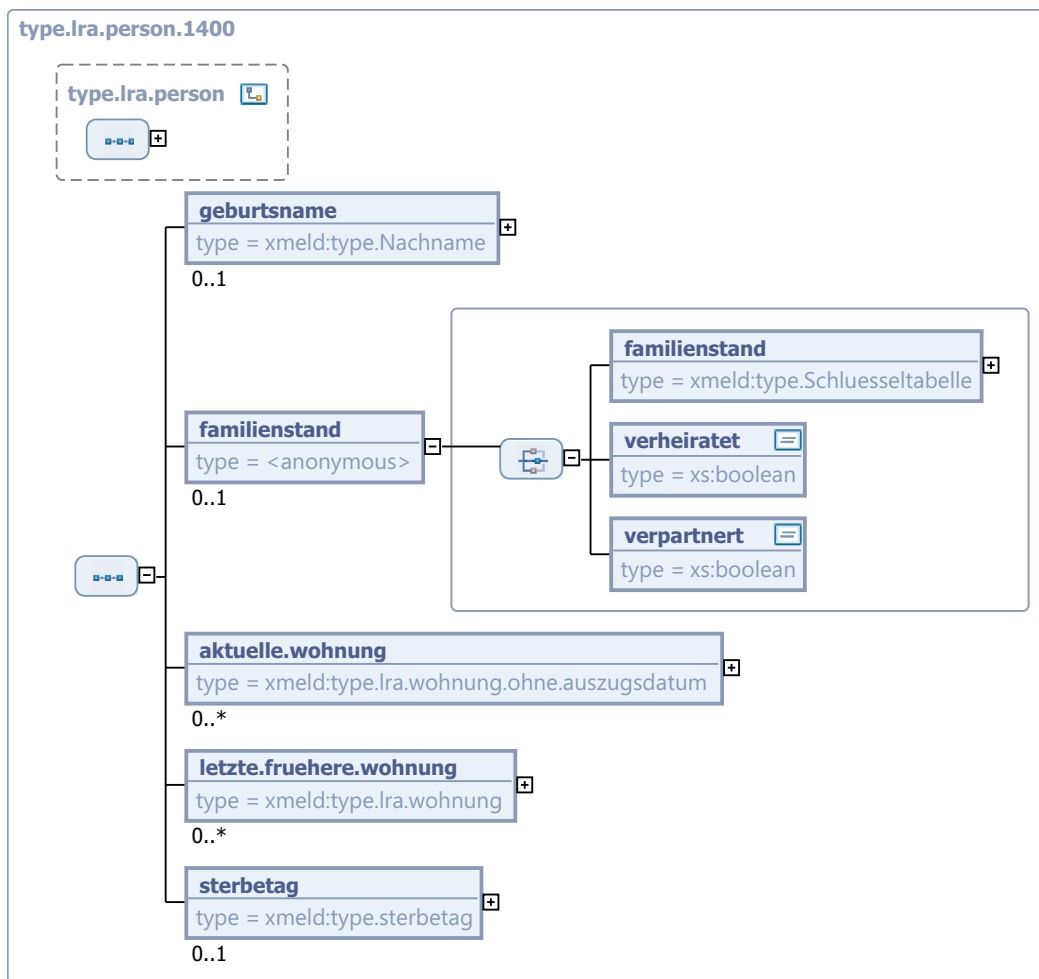 type.lra.person.1400
type.lra.person
geburtsname
type = xmeld:type.Nachname
0..1
familienstand
type = xmeld:type.Schluesseltabelle
familienstand
type = <anonymous>
0..1
verheiratet
type = xs:boolean
verpartnert
type = xs:boolean
aktuelle.wohnung
type = xmeld:type.lra.wohnung.ohne.auszugsdatum
0..*
letzte.fruehere.wohnung
type = xmeld:type.lra.wohnung
0..*
sterbetag
type = xmeld:type.sterbetag
0..1